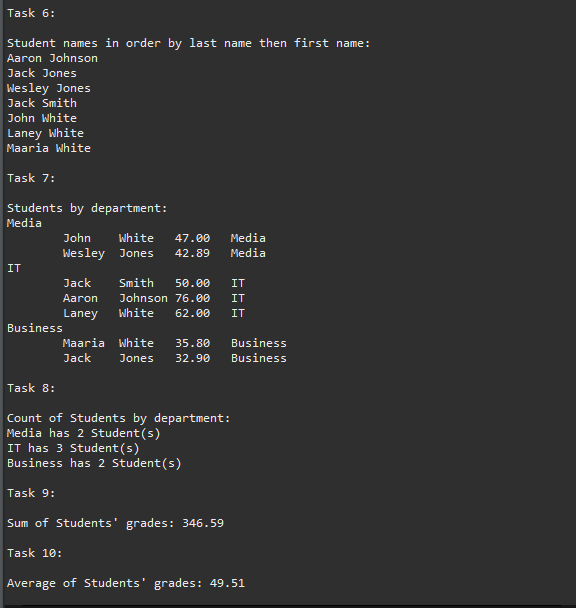 Task 6:
Student names in order by last name then first name:
Aaron Johnson
Jack Jones
Wesley Jones
Jack Smith
John White
Laney White
Maaria White
Task 7:
Students by department:
Media
John White 47.00 Media
Wesley Jones 42.89 Media
IT
Jack Smith 50.00 IT
Aaron Johnson 76.00 IT
Laney White 62.00 IT
Business
Maaria White 35.80 Business
Jack Jones 32.90 Business
Task 8:
Count of Students by department:
Media has 2 Student(s)
IT has 3 Student(s)
Business has 2 Student(s)
Task 9:
Sum of Students' grades: 346.59
Task 10:
Average of Students' grades: 49.51